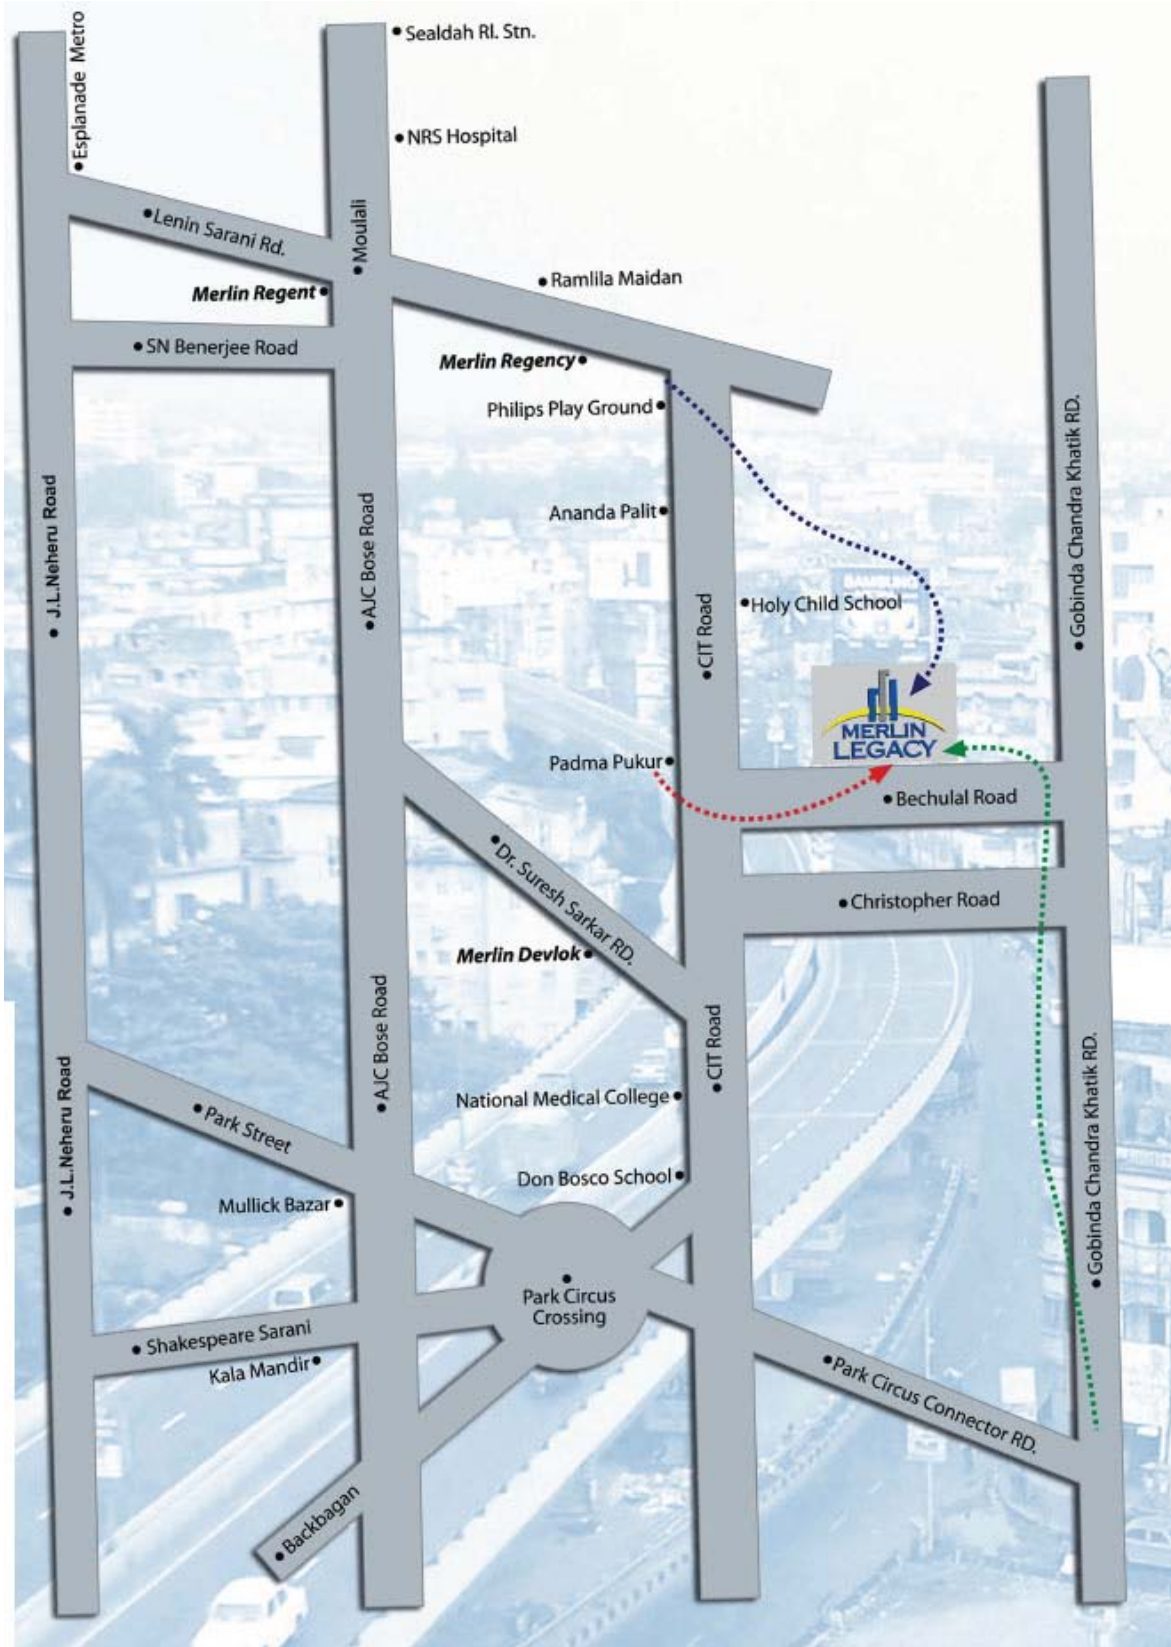 Esplanade Metro
Sealdah Rl. Stn.
NRS Hospital
Lenin Sarani Rd.
Moulali
Merlin Regent
Ramlila Maidan
SN Benerjee Road
Merlin Regency
Philips Play Ground
Gobinda Chandra Khatik RD.
J.L.Neheru Road
AJC Bose Road
Ananda Palit
CIT Road
Holy Child School
BAMBUNO
MERLIN
LEGACY
Padma Pukur
Bechulal Road
Dr. Suresh Sarkar RD.
Christopher Road
Merlin Devlok
AJC Bose Road
CIT Road
J.L.Neheru Road
National Medical College
Gobinda Chandra Khatik RD.
Park Street
Don Bosco School
Mullick Bazar
Park Circus
Crossing
Shakespeare Sarani
Kala Mandir
Park Circus Connector RD.
Backbagan